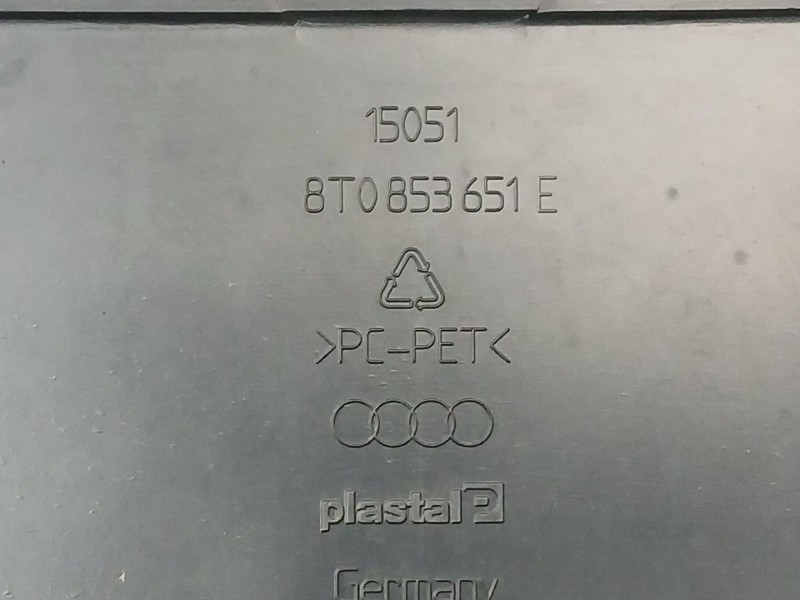 15051
8T0 853 651 E
>PC-PET<
plastal
Germany